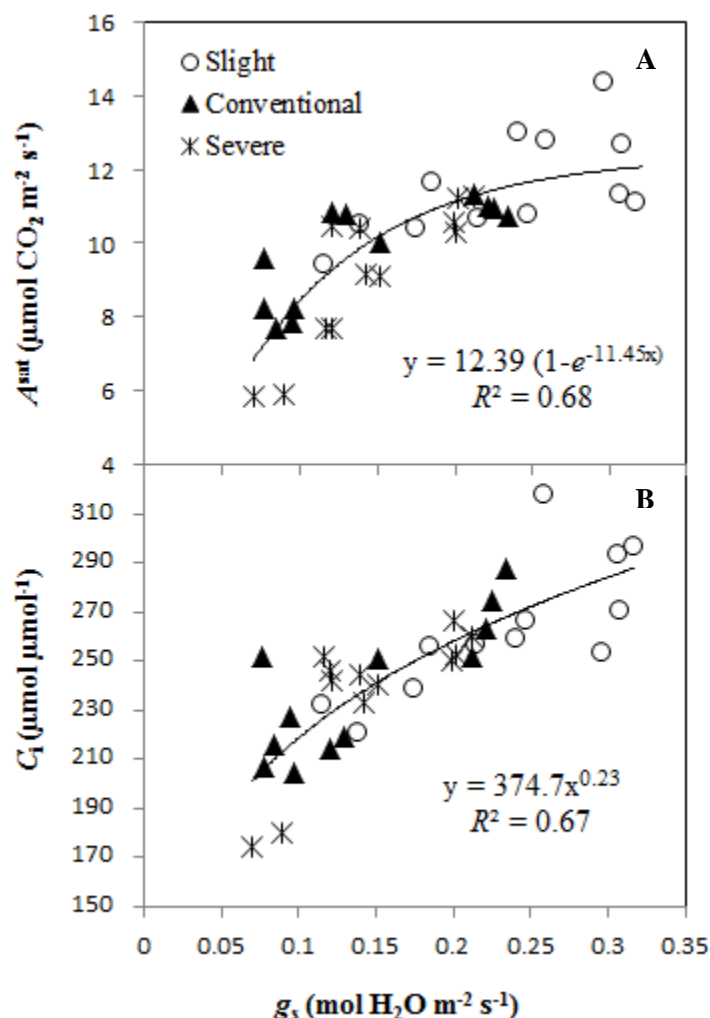 16
14
12
10
8
6
4
A^sat (µmol CO₂ m⁻² s⁻¹)
A
Slight
Conventional
Severe
y = 12.39 (1-e^-11.45x)
R² = 0.68
310
290
270
250
230
210
190
170
150
C_i (µmol µmol⁻¹)
B
y = 374.7x^0.23
R² = 0.67
0 0.05 0.1 0.15 0.2 0.25 0.3 0.35
g_s (mol H₂O m⁻² s⁻¹)